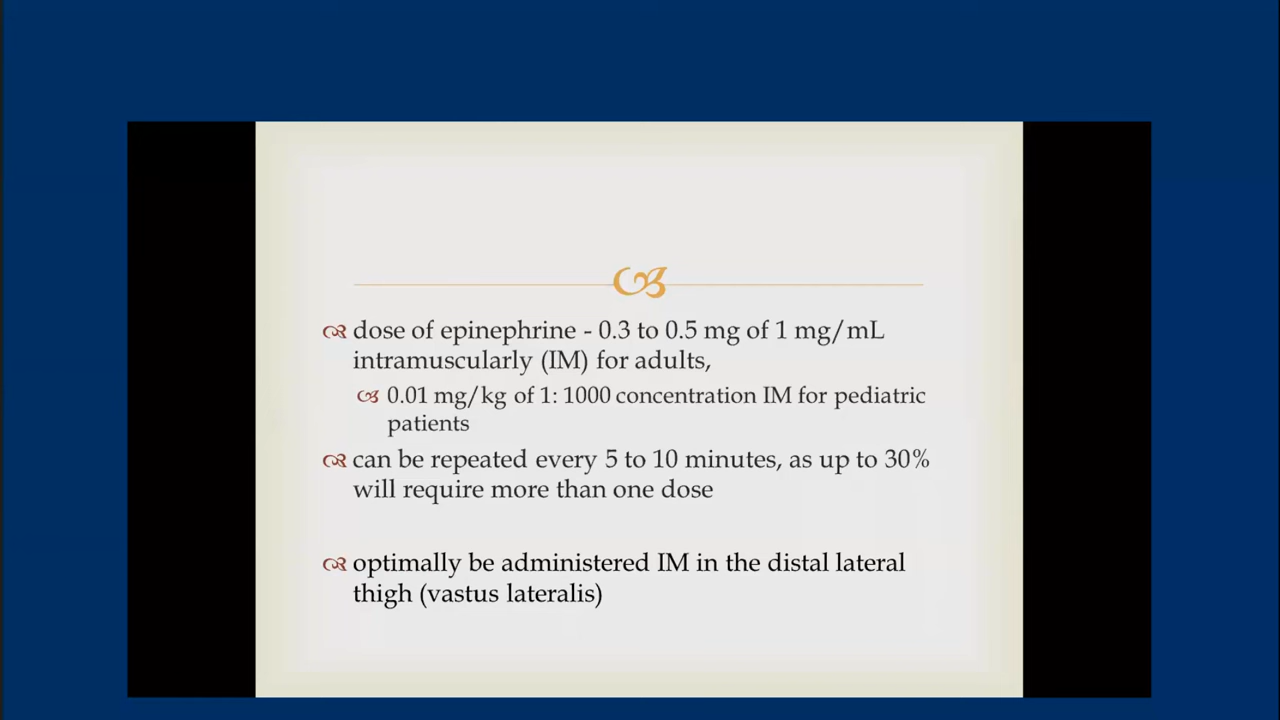 dose of epinephrine - 0.3 to 0.5 mg of 1 mg/mL
intramuscularly (IM) for adults,
0.01 mg/kg of 1: 1000 concentration IM for pediatric
patients
can be repeated every 5 to 10 minutes, as up to 30%
will require more than one dose
optimally be administered IM in the distal lateral
thigh (vastus lateralis)